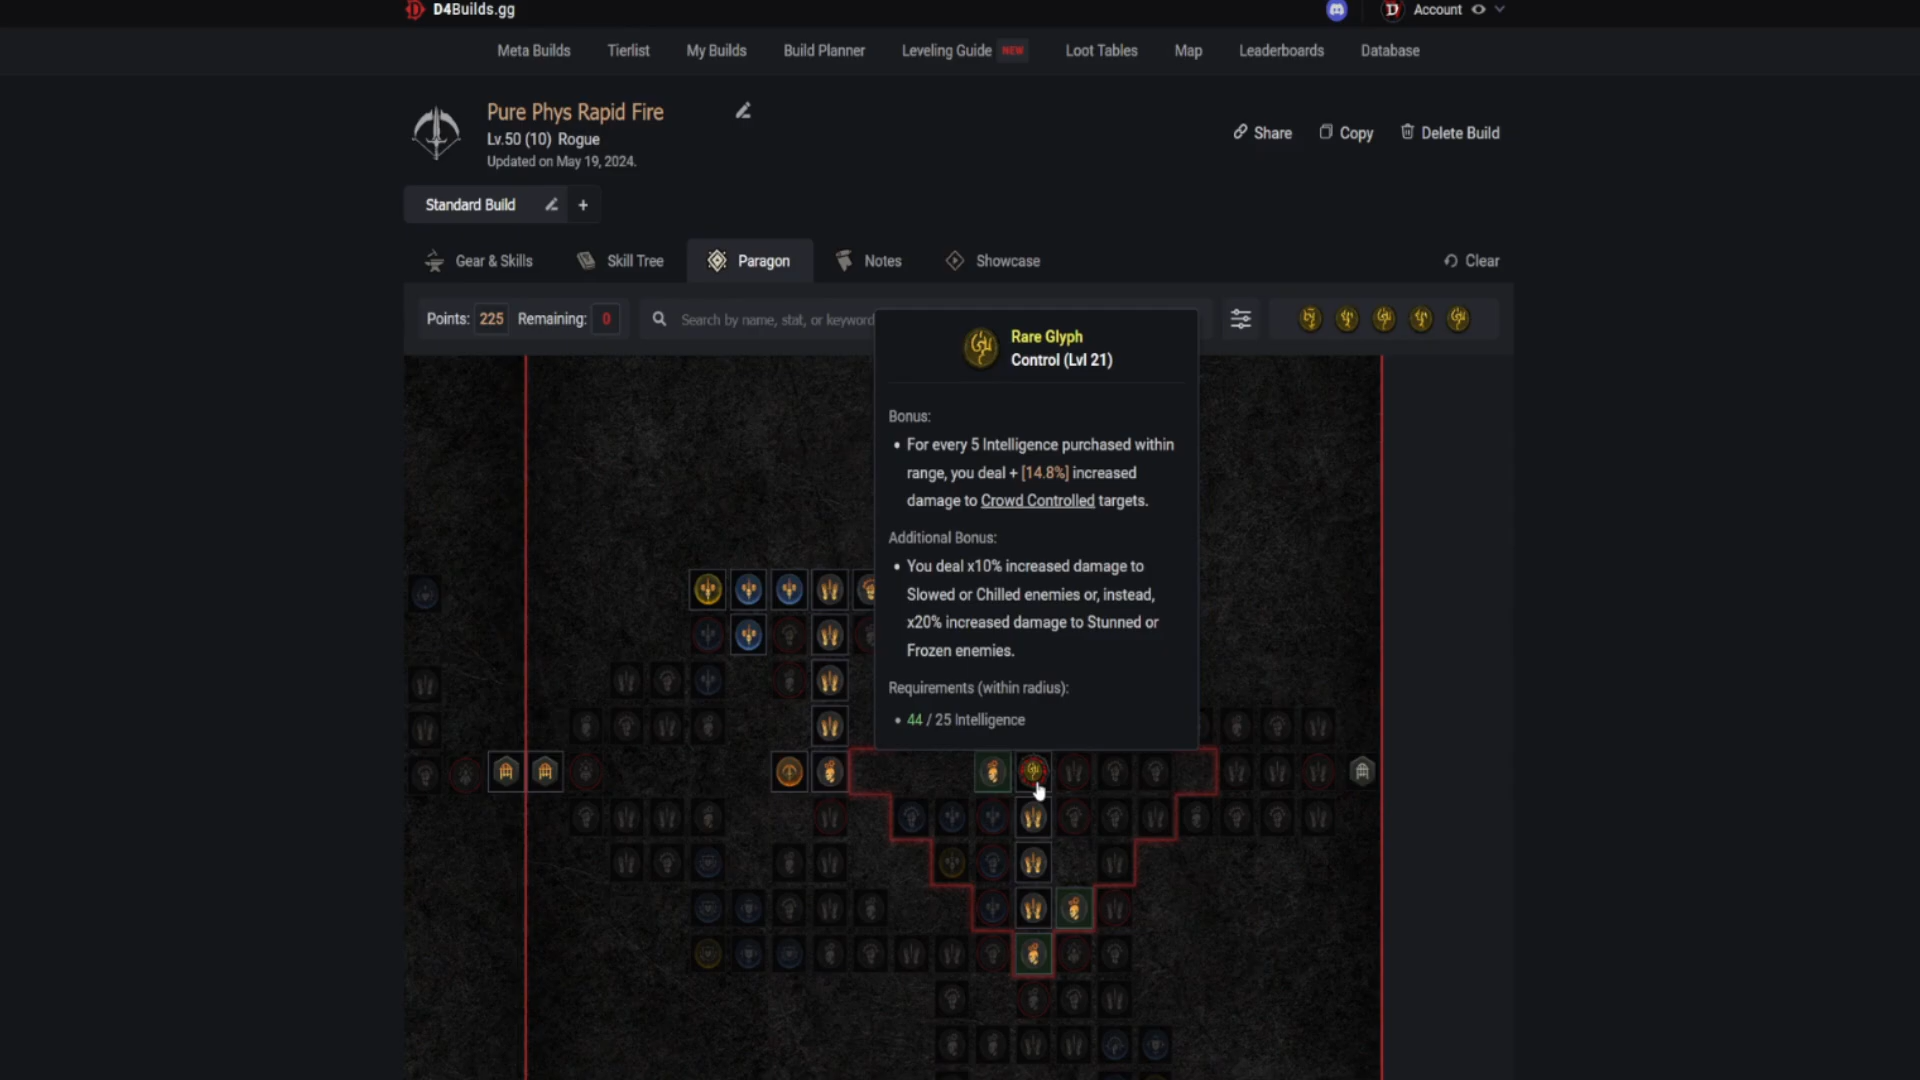 D4Builds.gg
Account
Meta Builds Tierlist My Builds Build Planner Leveling Guide NEW Loot Tables Map Leaderboards Database
Pure Phys Rapid Fire
Lv.50 (10) Rogue
Updated on May 19, 2024.
Share Copy Delete Build
Standard Build +
Gear & Skills Skill Tree Paragon Notes Showcase Clear
Points: 225 Remaining: 0 Search by name, stat, or keyword
Rare Glyph
Control (Lvl 21)
Bonus:
• For every 5 Intelligence purchased within
range, you deal + [14.8%] increased
damage to Crowd Controlled targets.
Additional Bonus:
• You deal x10% increased damage to
Slowed or Chilled enemies or, instead,
x20% increased damage to Stunned or
Frozen enemies.
Requirements (within radius):
• 44 / 25 Intelligence